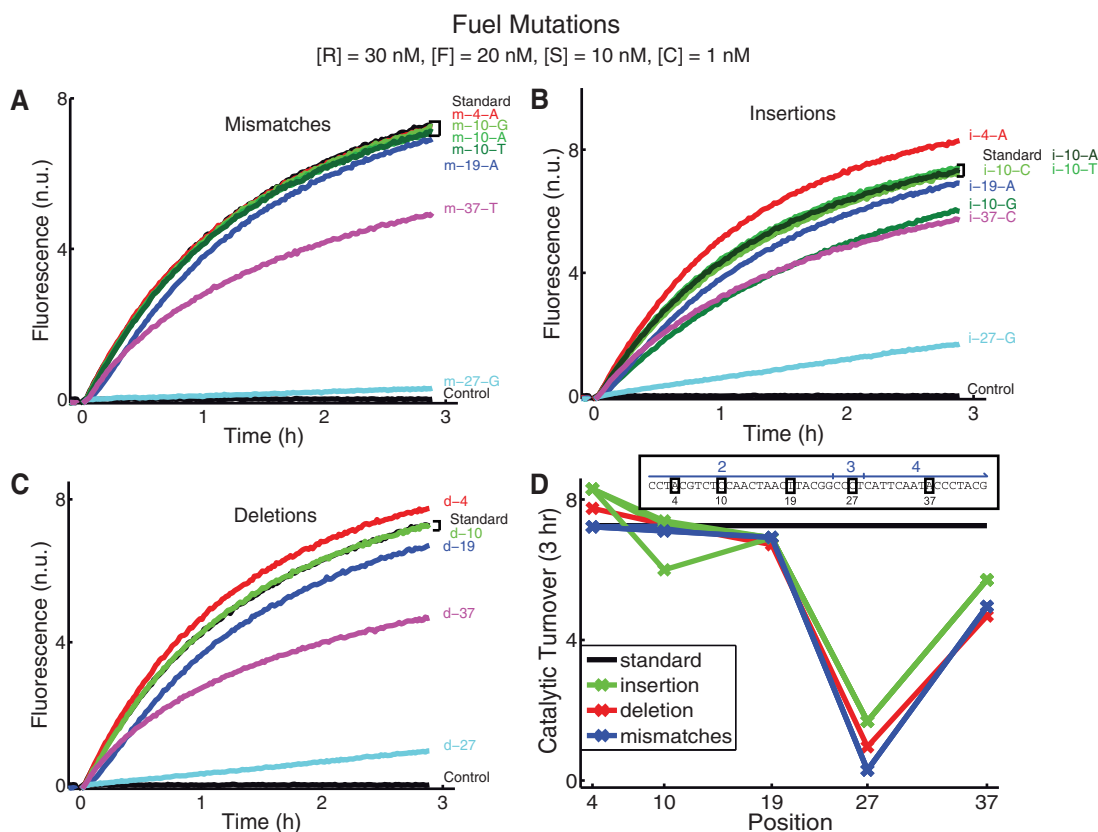 Fuel Mutations
[R] = 30 nM, [F] = 20 nM, [S] = 10 nM, [C] = 1 nM
A
Mismatches
Fluorescence (n.u.)
8
4
0
0
1
2
3
Time (h)
Standard
m−4−A
m−10−G
m−10−A
m−10−T
m−19−A
m−37−T
m−27−G
Control
B
Insertions
Fluorescence (n.u.)
8
4
0
0
1
2
3
Time (h)
i−4−A
Standard i−10−A
i−10−C i−10−T
i−19−A
i−10−G
i−37−C
i−27−G
Control
C
Deletions
Fluorescence (n.u.)
8
4
0
0
1
2
3
Time (h)
d−4
Standard
d−10
d−19
d−37
d−27
Control
D
2 3 4
CCTACGTCTCCAACTAACTTACGGCCCTCATTCAATACCCTACG
4 10 19 27 37
Catalytic Turnover (3 hr)
8
4
0
standard
insertion
deletion
mismatches
4 10 19 27 37
Position